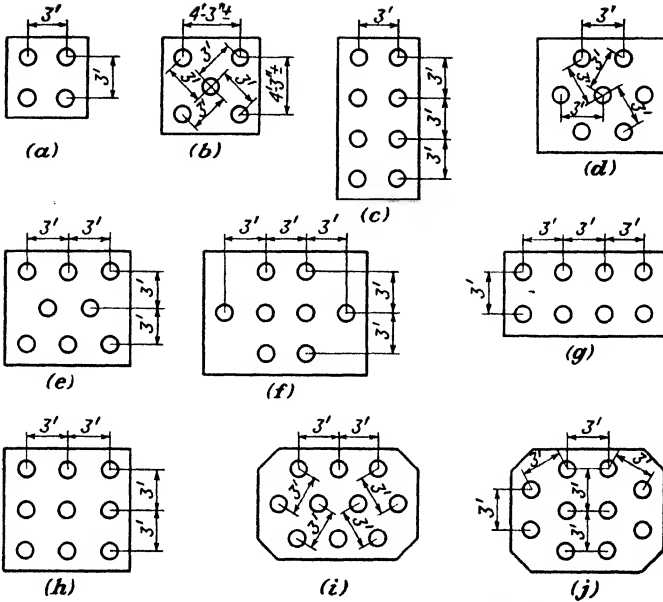 3' 4'-3"¼ 3' 3'
3' 3' 3' 3' 3' 4'-3"¼ 3' 3' 3' 3' 3' 3'
(a) (b) (c) (d)
3' 3' 3' 3' 3' 3' 3' 3'
3' 3' 3' 3' 3'
(e) (f) (g)
3' 3' 3' 3' 3'
3' 3' 3' 3' 3' 3' 3' 3' 3' 3'
(h) (i) (j)